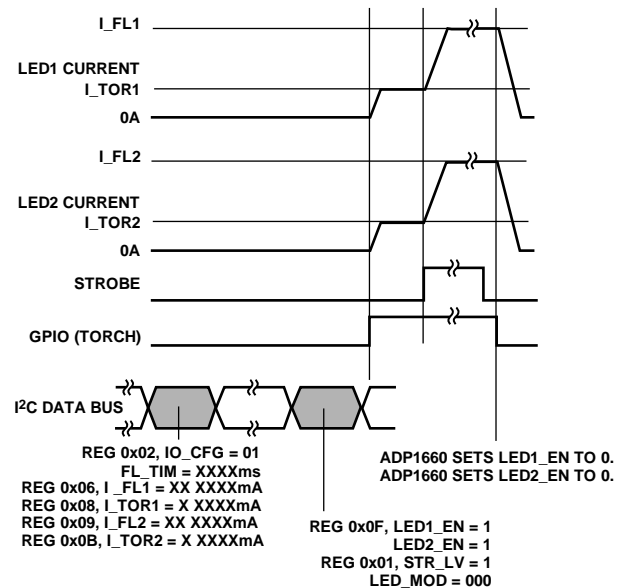 I_FL1
LED1 CURRENT
I_TOR1
0A
I_FL2
LED2 CURRENT
I_TOR2
0A
STROBE
GPIO (TORCH)
I2C DATA BUS
REG 0x02, IO_CFG = 01
FL_TIM = XXXXms
REG 0x06, I _FL1 = XX XXXXmA
REG 0x08, I_TOR1 = X XXXXmA
REG 0x09, I_FL2 = XX XXXXmA
REG 0x0B, I_TOR2 = X XXXXmA
REG 0x0F, LED1_EN = 1
LED2_EN = 1
REG 0x01, STR_LV = 1
LED_MOD = 000
ADP1660 SETS LED1_EN TO 0.
ADP1660 SETS LED2_EN TO 0.